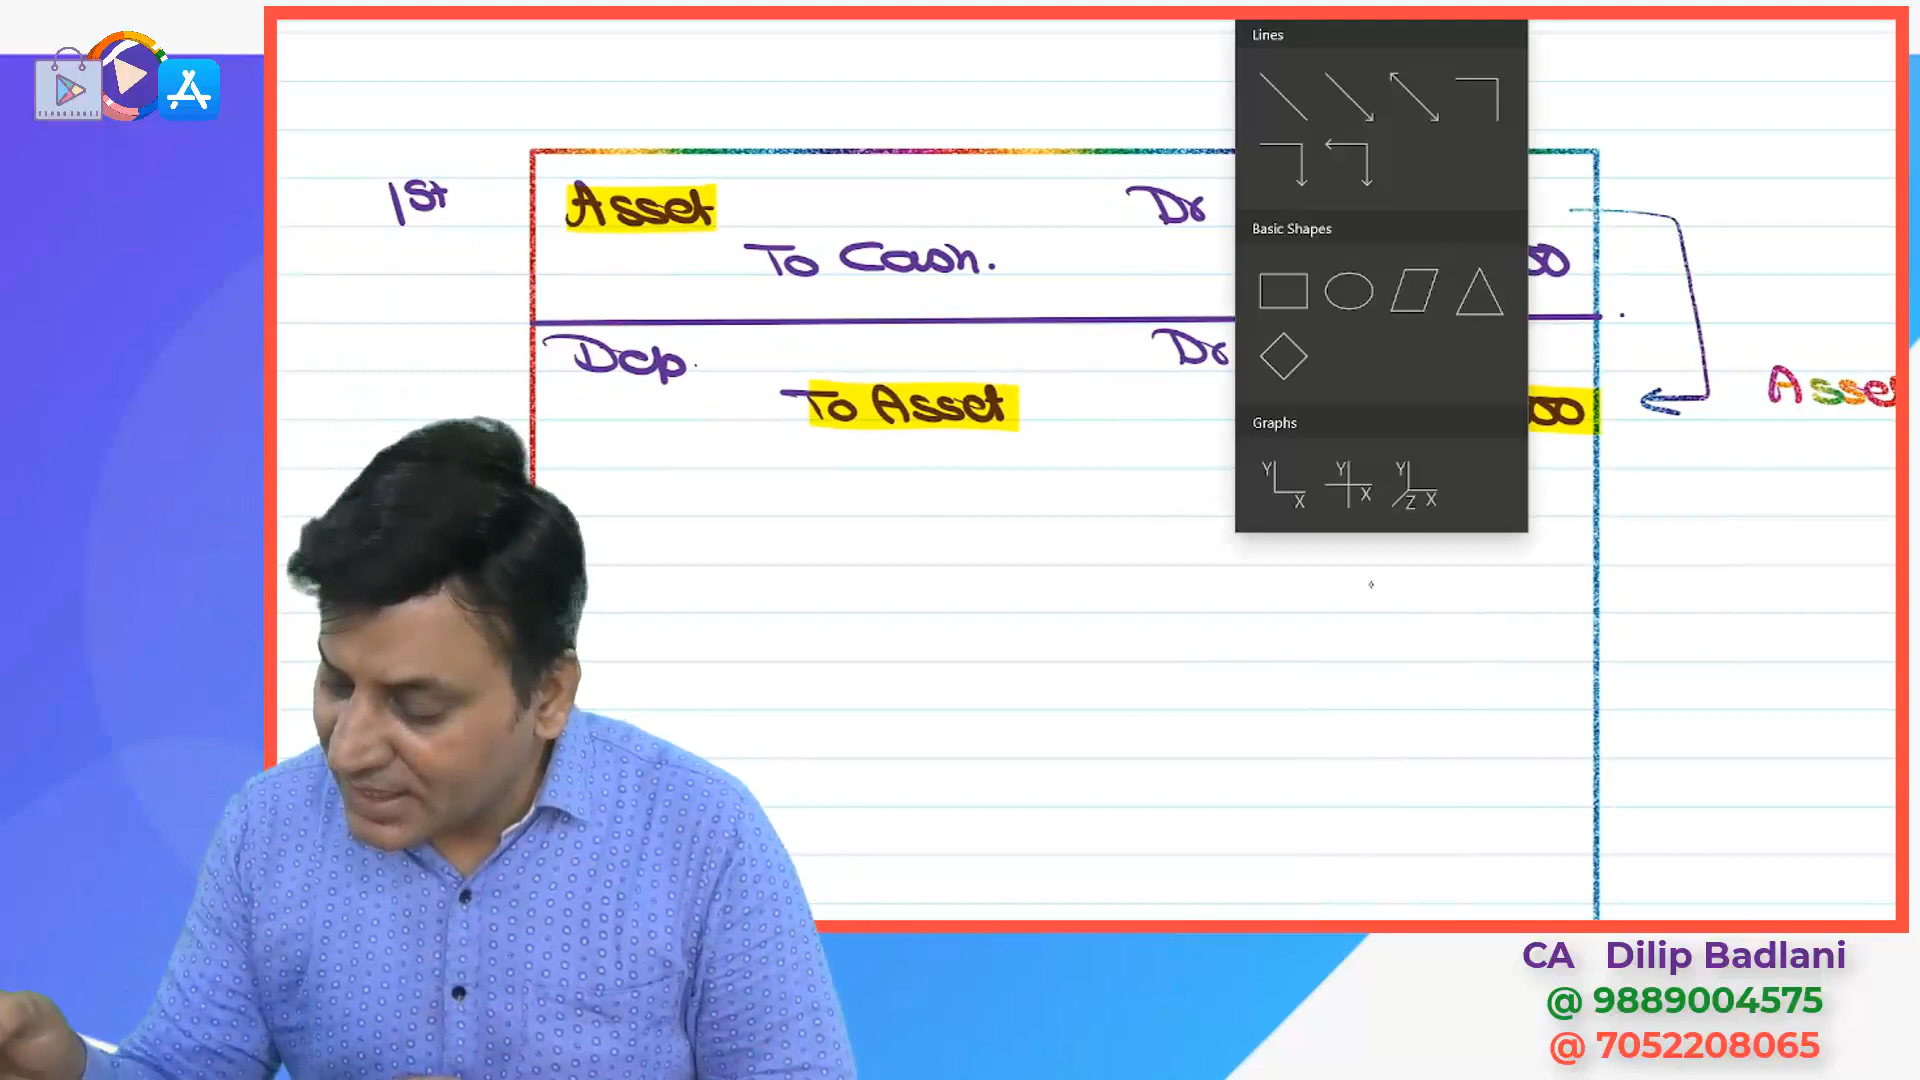 Lines
1st Asset Dr
To Cash.
Basic Shapes
Dep. Dr
To Asset
Asset
Graphs
Y X Y X Y Z X
CA Dilip Badlani
@ 9889004575
@ 7052208065